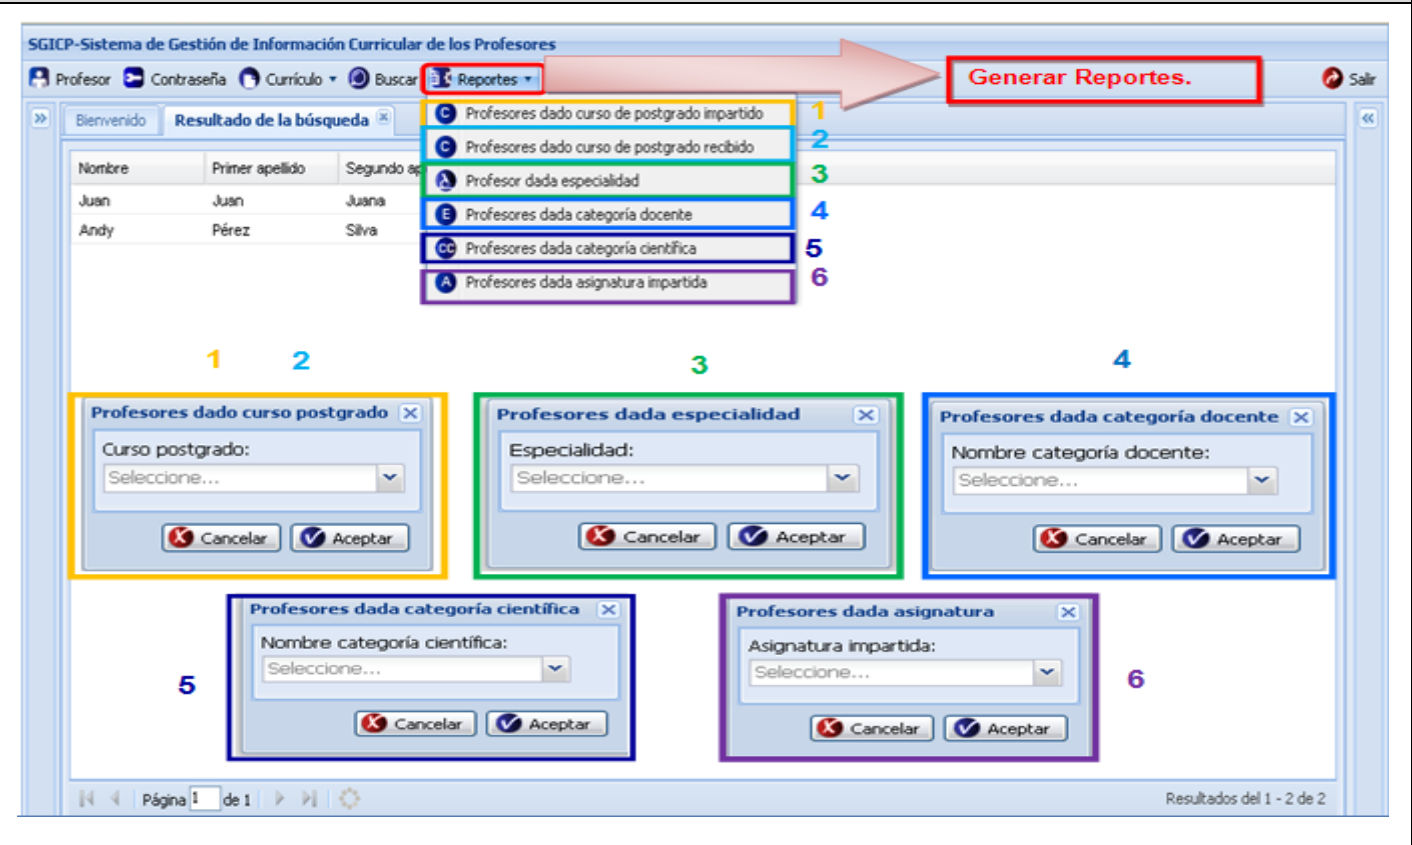 SGICP-Sistema de Gestión de Información Curricular de los Profesores
Profesor Contraseña Currículo Buscar Reportes Generar Reportes. Salir
Bienvenido Resultado de la búsqueda
Profesores dado curso de postgrado impartido 1
Profesores dado curso de postgrado recibido 2
Profesor dada especialidad 3
Profesores dada categoría docente 4
Profesores dada categoría científica 5
Profesores dada asignatura impartida 6
Nombre Primer apellido Segundo ap
Juan Juan Juana
Andy Pérez Silva
1 2 3 4
Profesores dado curso postgrado
Curso postgrado:
Seleccione...
Cancelar Aceptar
Profesores dada especialidad
Especialidad:
Seleccione...
Cancelar Aceptar
Profesores dada categoría docente
Nombre categoría docente:
Seleccione...
Cancelar Aceptar
5
Profesores dada categoría científica
Nombre categoría científica:
Seleccione...
Cancelar Aceptar
Profesores dada asignatura
Asignatura impartida:
Seleccione...
Cancelar Aceptar
6
Página 1 de 1 Resultados del 1 - 2 de 2